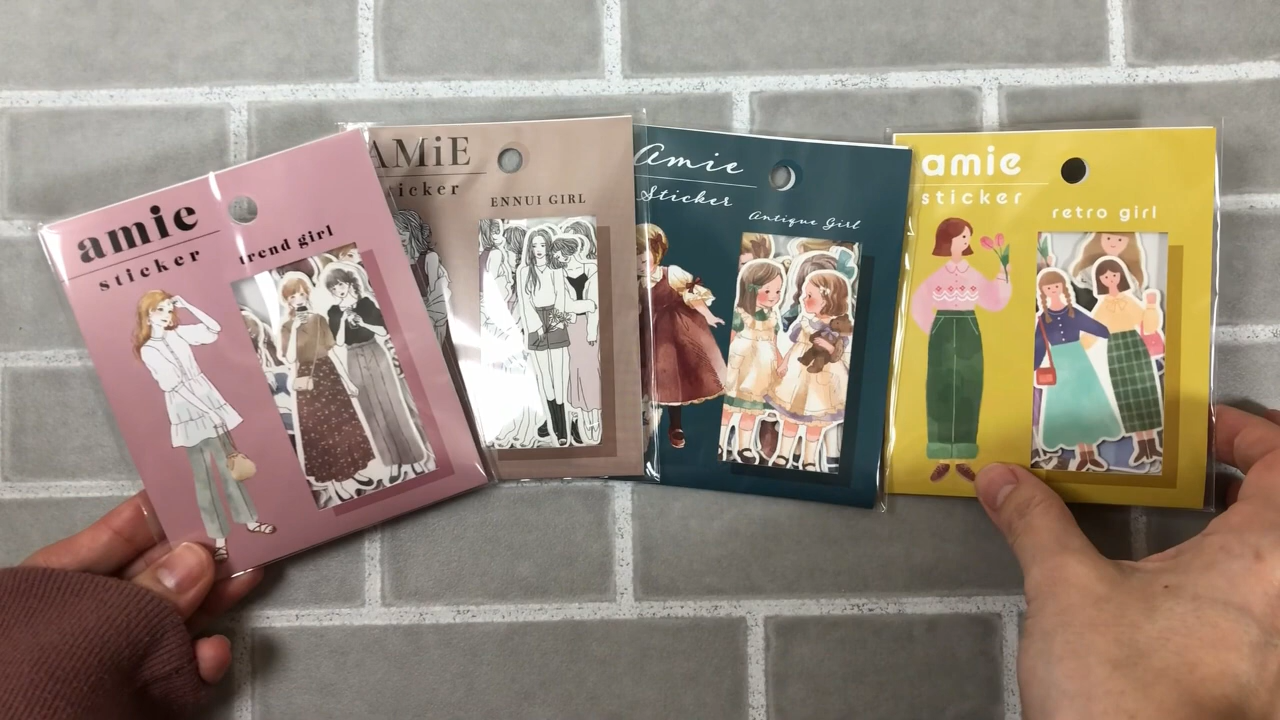 amie
sticker
trend girl
AMiE
sticker
ENNUI GIRL
Amie
Sticker
Antique Girl
amie
sticker
retro girl